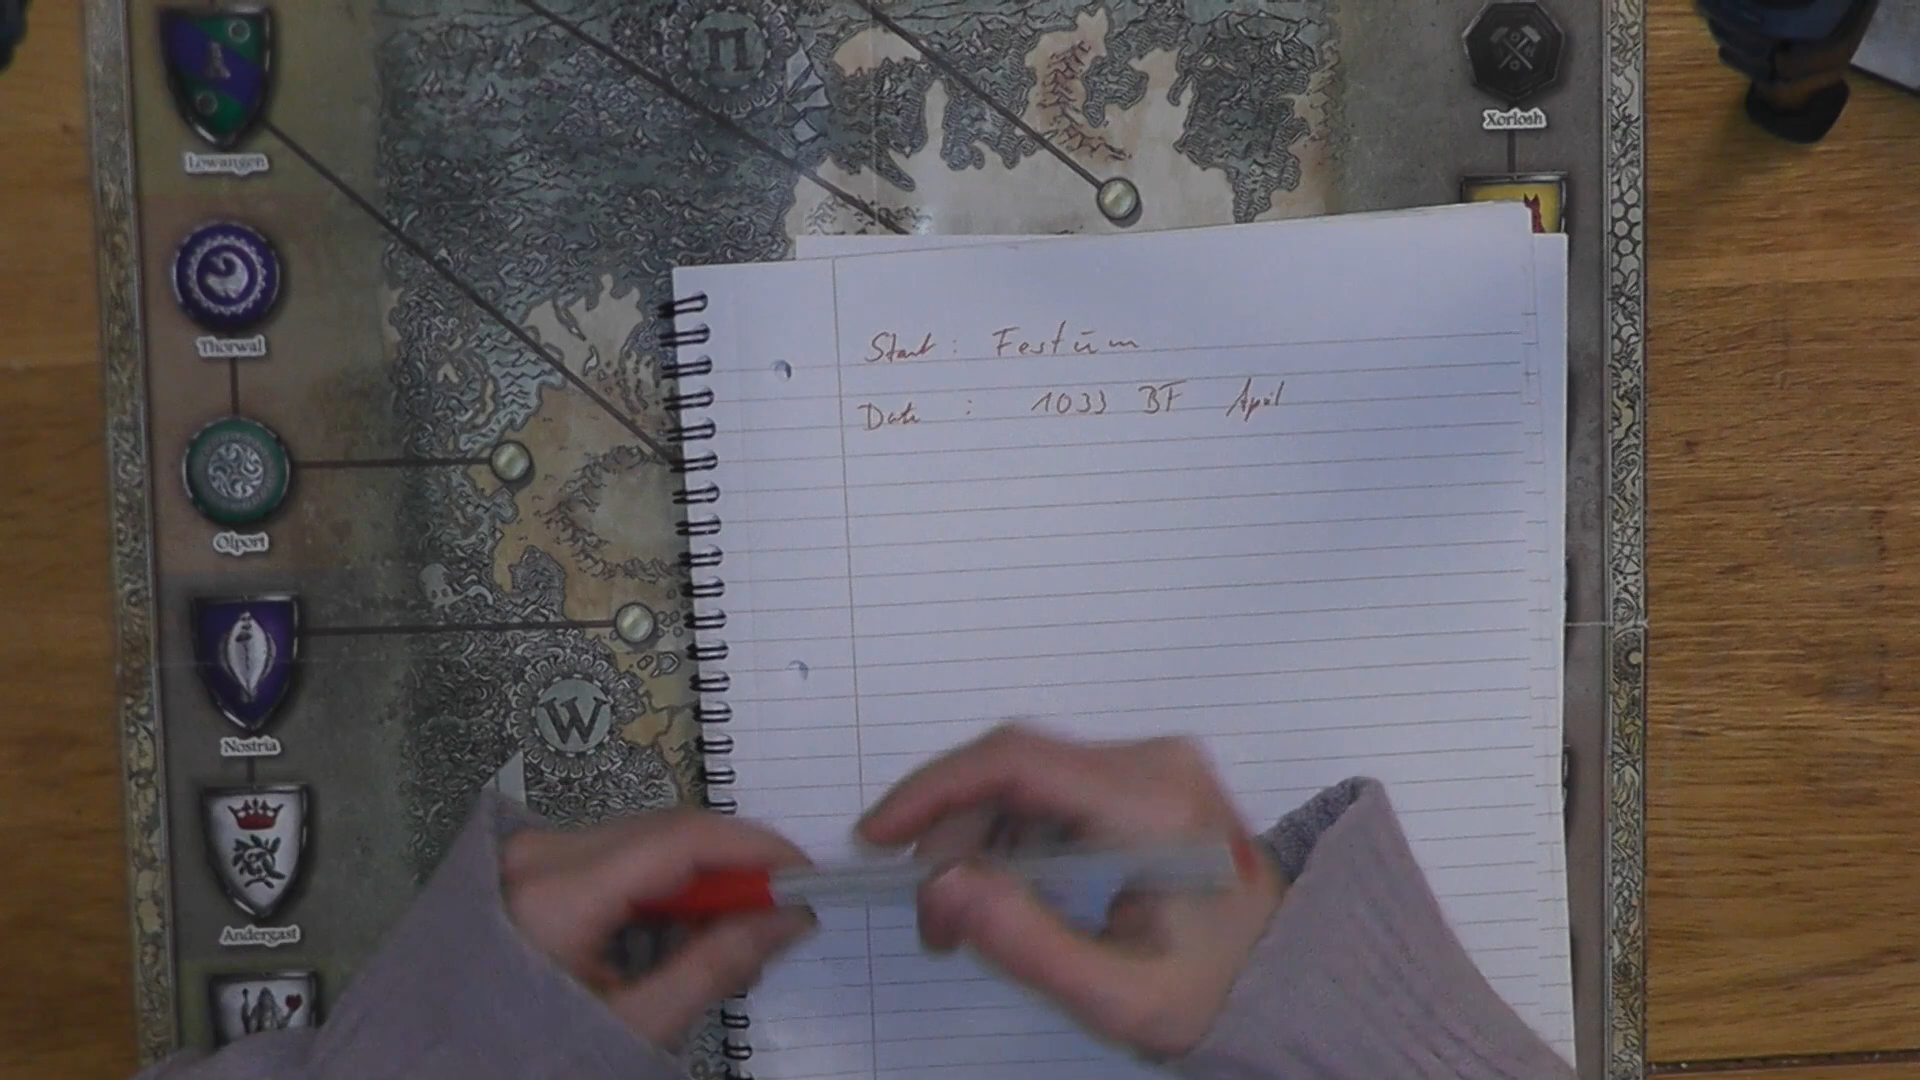 Lowangen
Thorwal
Olport
Nostria
Andergast
Xorlosh
П
W
Start : Festum
Date : 1033 BF April